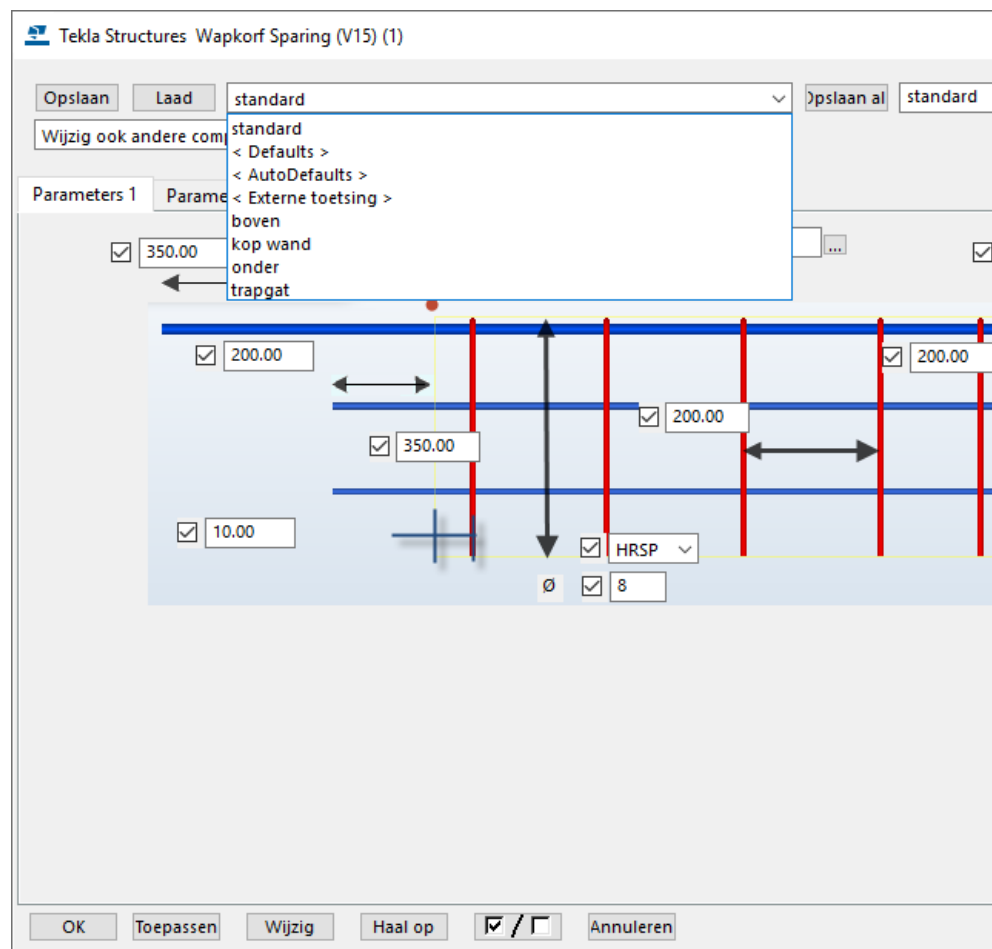 Tekla Structures Wapkorf Sparing (V15) (1)
Opslaan Laad standard Opslaan al standard
standard
Wijzig ook andere comp
< Defaults >
< AutoDefaults >
Parameters 1 Parame
< Externe toetsing >
boven
350.00 kop wand ...
onder
trapgat
200.00 200.00
200.00
350.00
10.00
HRSP
Ø 8
OK Toepassen Wijzig Haal op / Annuleren